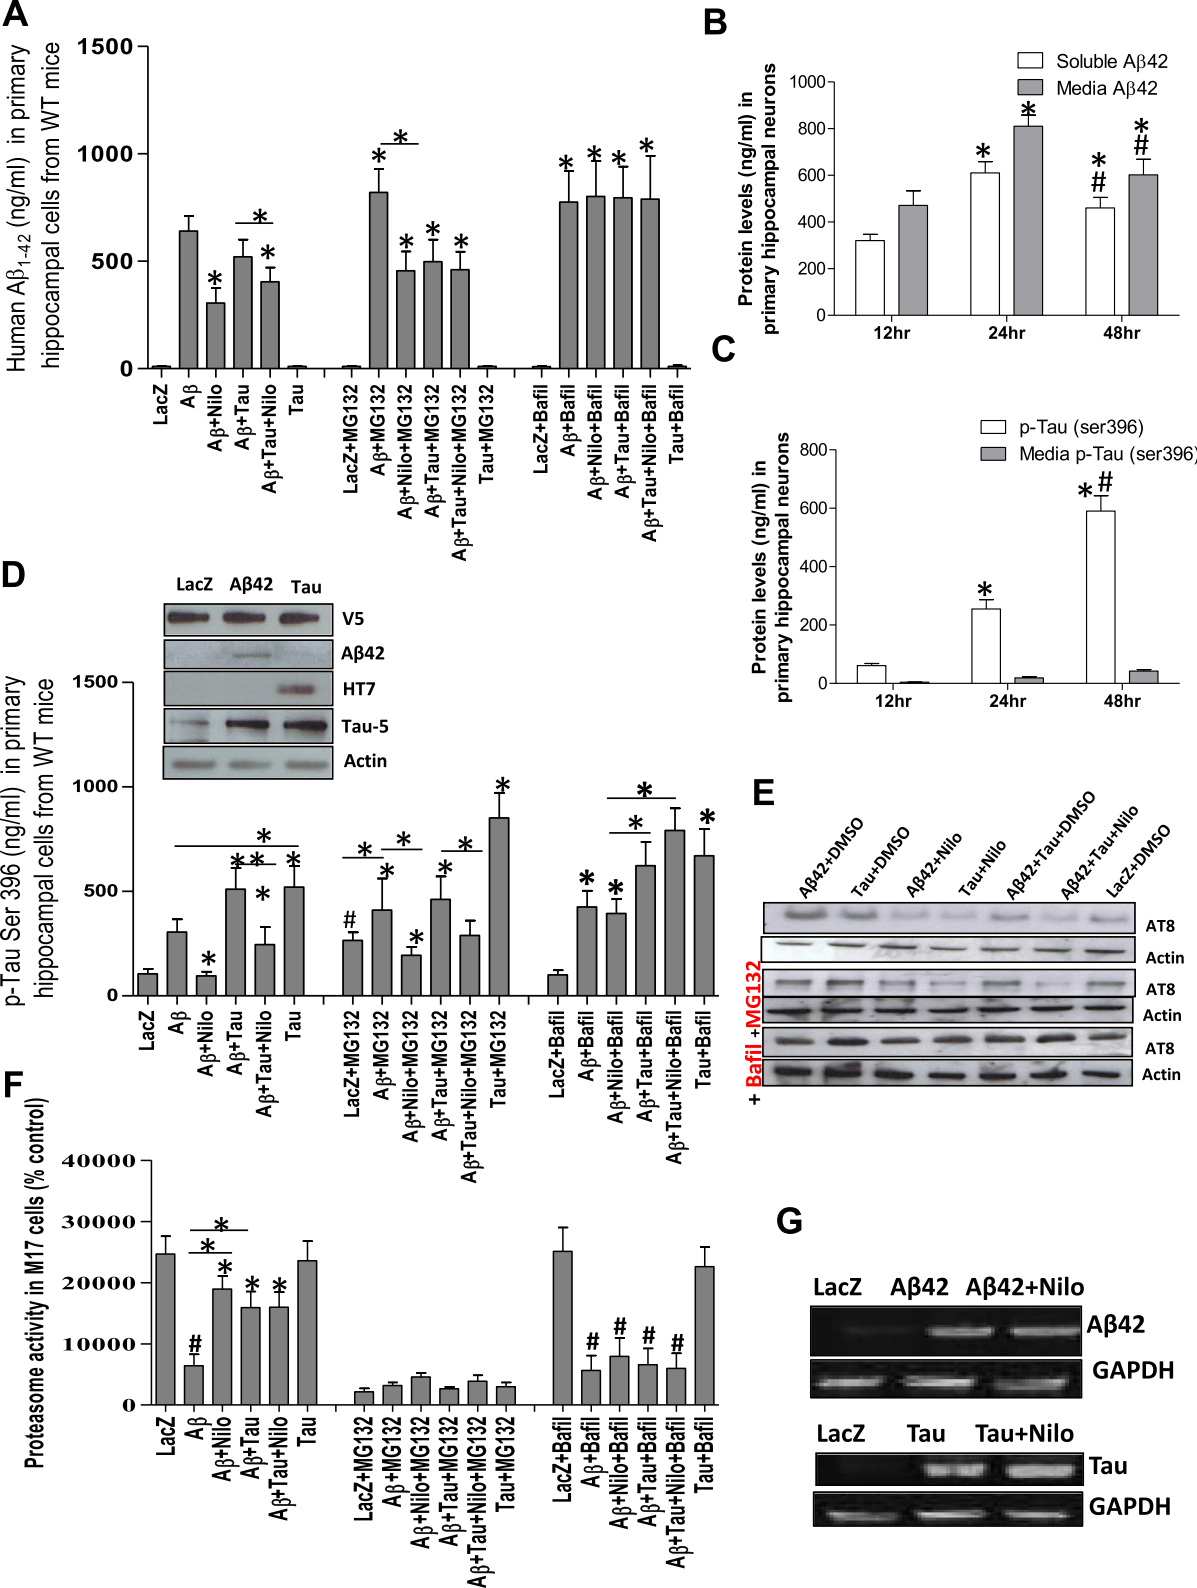 A
Human Aβ1-42 (ng/ml) in primary
hippocampal cells from WT mice
1500
1000
500
0
* * * * * * * * * * * * *
LacZ
Aβ
Aβ+Nilo
Aβ+Tau
Aβ+Tau+Nilo
Tau
LacZ+MG132
Aβ+MG132
Aβ+Nilo+MG132
Aβ+Tau+MG132
Aβ+Tau+Nilo+MG132
Tau+MG132
LacZ+Bafil
Aβ+Bafil
Aβ+Nilo+Bafil
Aβ+Tau+Bafil
Aβ+Tau+Nilo+Bafil
Tau+Bafil
B
Protein levels (ng/ml) in
primary hippocampal neurons
Soluble Aβ42
Media Aβ42
1000
800
600
400
200
0
* * * # * #
12hr
24hr
48hr
C
Protein levels (ng/ml) in
primary hippocampal neurons
p-Tau (ser396)
Media p-Tau (ser396)
800
600
400
200
0
* * #
12hr
24hr
48hr
D
LacZ
Aβ42
Tau
V5
Aβ42
HT7
Tau-5
Actin
p-Tau Ser 396 (ng/ml) in primary
hippocampal cells from WT mice
1500
1000
500
0
LacZ
Aβ
Aβ+Nilo
Aβ+Tau
Aβ+Tau+Nilo
Tau
LacZ+MG132
Aβ+MG132
Aβ+Nilo+MG132
Aβ+Tau+MG132
Aβ+Tau+Nilo+MG132
Tau+MG132
LacZ+Bafil
Aβ+Bafil
Aβ+Nilo+Bafil
Aβ+Tau+Bafil
Aβ+Tau+Nilo+Bafil
Tau+Bafil
E
Aβ42+DMSO
Tau+DMSO
Aβ42+Nilo
Tau+Nilo
Aβ42+Tau+DMSO
Aβ42+Tau+Nilo
LacZ+DMSO
AT8
Actin
+MG132
AT8
Actin
+ Bafil
AT8
Actin
F
Proteasome activity in M17 cells (% control)
40000
30000
20000
10000
0
LacZ
Aβ
Aβ+Nilo
Aβ+Tau
Aβ+Tau+Nilo
Tau
LacZ+MG132
Aβ+MG132
Aβ+Nilo+MG132
Aβ+Tau+MG132
Aβ+Tau+Nilo+MG132
Tau+MG132
LacZ+Bafil
Aβ+Bafil
Aβ+Nilo+Bafil
Aβ+Tau+Bafil
Aβ+Tau+Nilo+Bafil
Tau+Bafil
G
LacZ Aβ42 Aβ42+Nilo
Aβ42
GAPDH
LacZ Tau Tau+Nilo
Tau
GAPDH